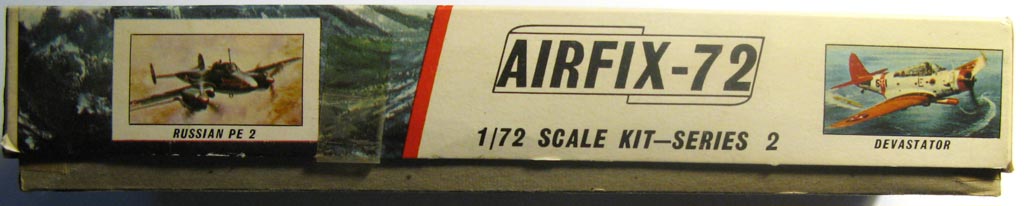 RUSSIAN PE 2
AIRFIX-72
1/72 SCALE KIT—SERIES 2
DEVASTATOR